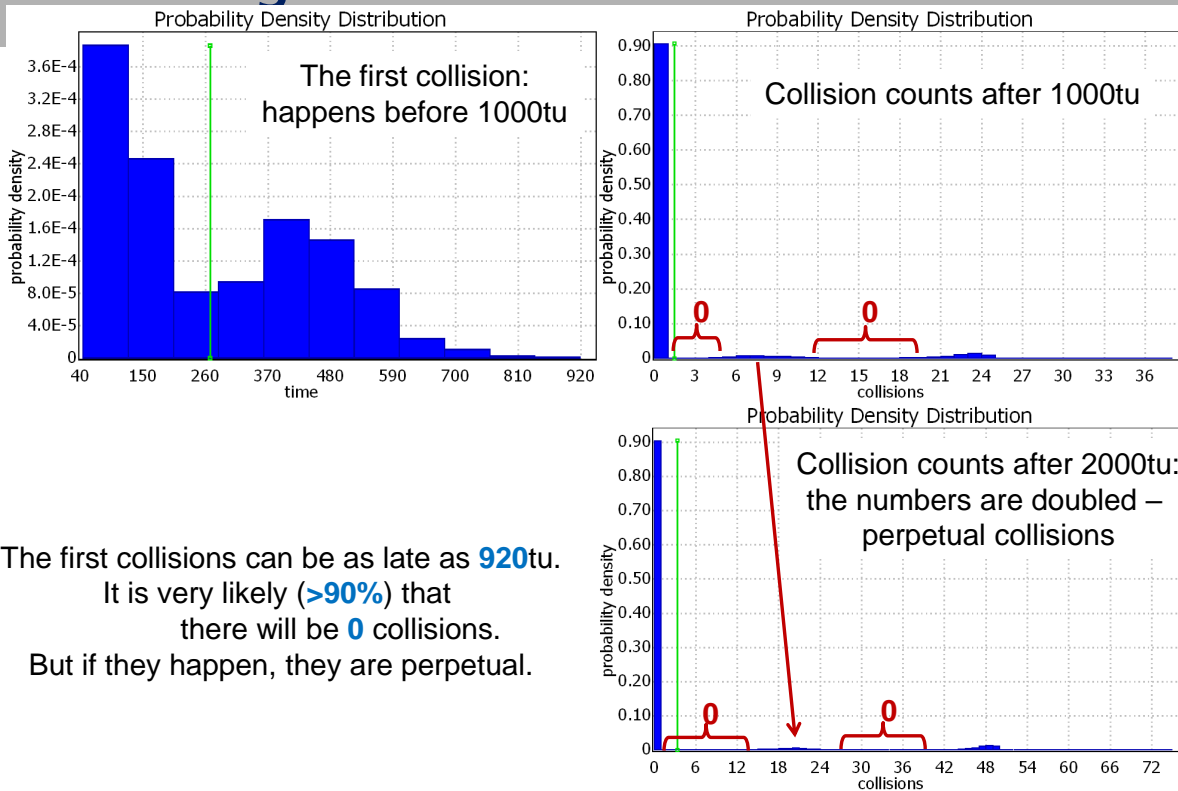 Probability Density Distribution
The first collision:
happens before 1000tu
probability density
3.6E-4
3.2E-4
2.8E-4
2.4E-4
2.0E-4
1.6E-4
1.2E-4
8.0E-5
4.0E-5
0
40 150 260 370 480 590 700 810 920
time
Probability Density Distribution
Collision counts after 1000tu
probability density
0.90
0.80
0.70
0.60
0.50
0.40
0.30
0.20
0.10
0
0 0
0 3 6 9 12 15 18 21 24 27 30 33 36
collisions
The first collisions can be as late as 920tu.
It is very likely (>90%) that
there will be 0 collisions.
But if they happen, they are perpetual.
Probability Density Distribution
Collision counts after 2000tu:
the numbers are doubled –
perpetual collisions
probability density
0.90
0.80
0.70
0.60
0.50
0.40
0.30
0.20
0.10
0
0 0
0 6 12 18 24 30 36 42 48 54 60 66 72
collisions